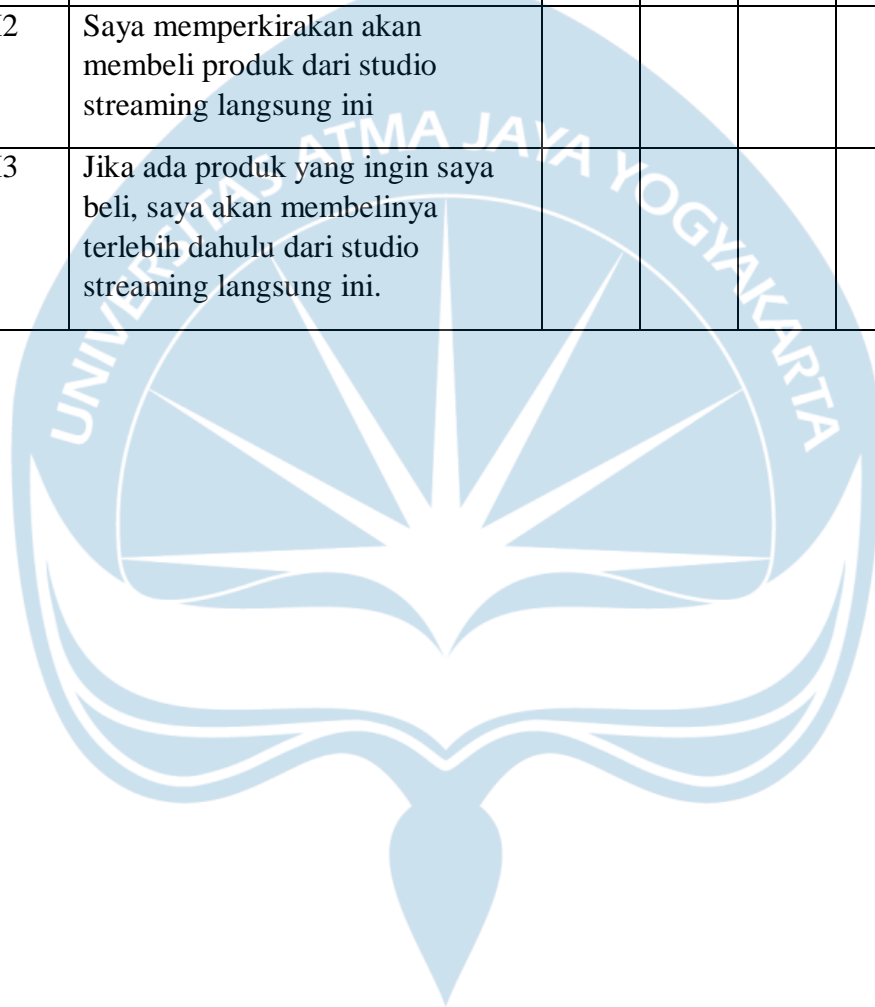 2
Saya memperkirakan akan
membeli produk dari studio
streaming langsung ini
3
Jika ada produk yang ingin saya
beli, saya akan membelinya
terlebih dahulu dari studio
streaming langsung ini.
UNIVERSITAS ATMA JAYA YOGYAKARTA